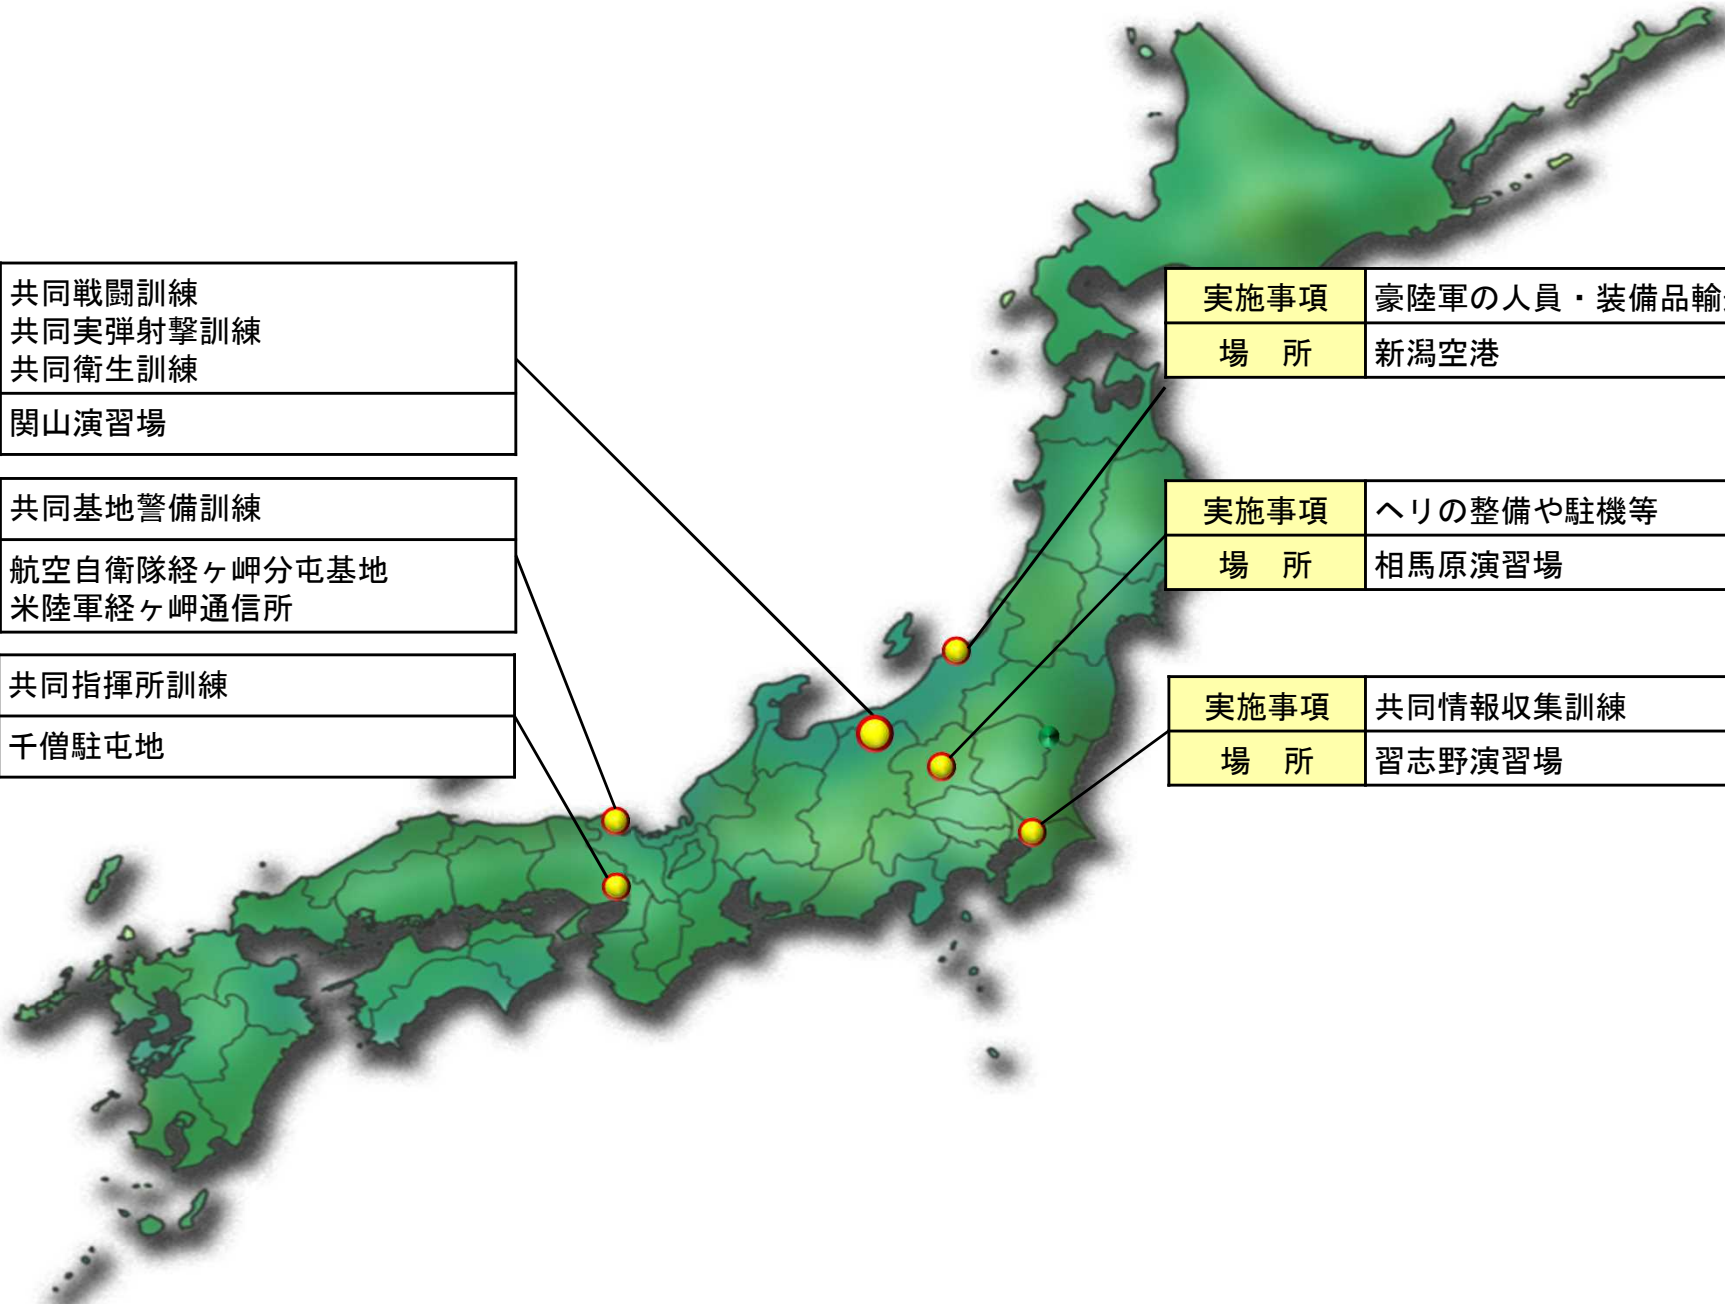 共同戦闘訓練
共同実弾射撃訓練
共同衛生訓練
関山演習場
共同基地警備訓練
航空自衛隊経ヶ岬分屯基地
米陸軍経ヶ岬通信所
共同指揮所訓練
千僧駐屯地
実施事項 豪陸軍の人員・装備品輸
場　所 新潟空港
実施事項 ヘリの整備や駐機等
場　所 相馬原演習場
実施事項 共同情報収集訓練
場　所 習志野演習場